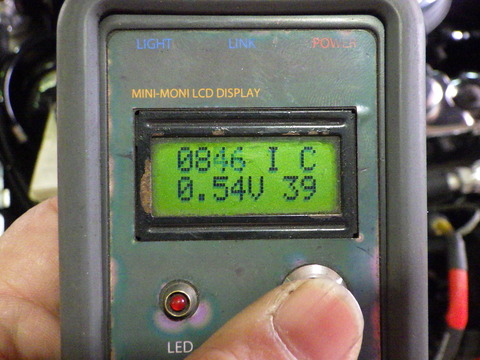 LIGHT LINK POWER
MINI-MONI LCD DISPLAY
0846 I C
0.54V 39
LED